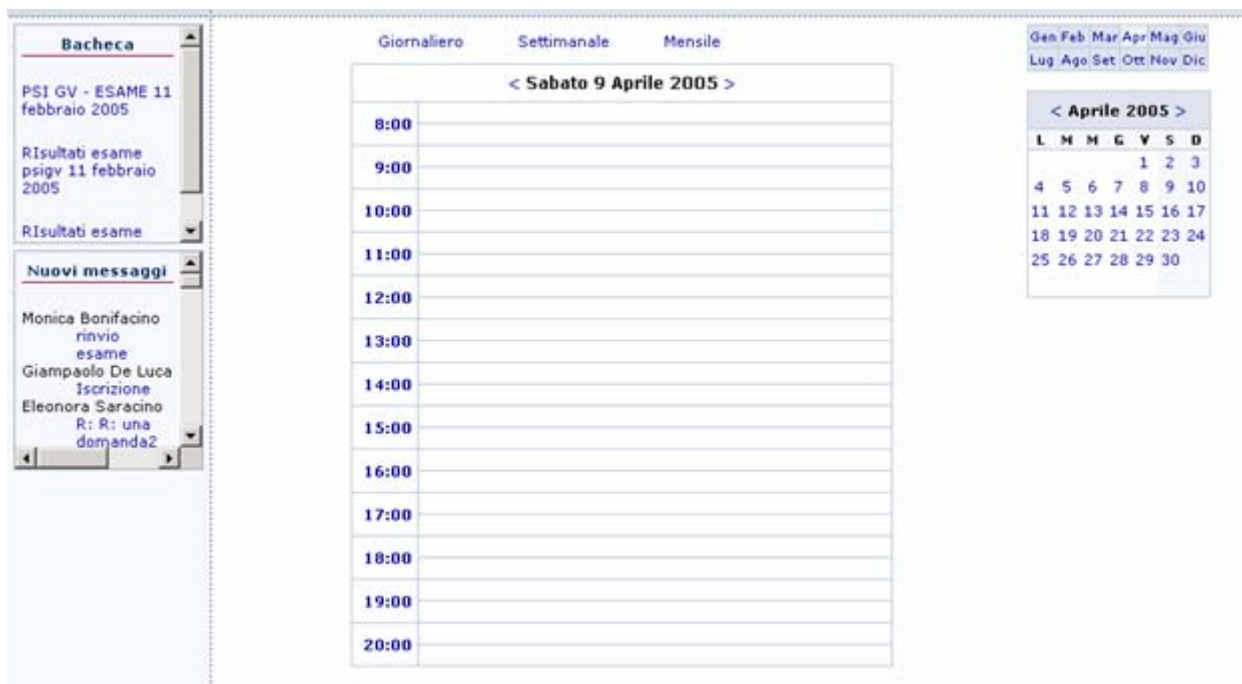 Bacheca
PSI GV - ESAME 11
febbraio 2005
RIsultati esame
psigv 11 febbraio
2005
RIsultati esame
Nuovi messaggi
Monica Bonifacino
rinvio
esame
Giampaolo De Luca
Iscrizione
Eleonora Saracino
R: R: una
domanda2
Giornaliero Settimanale Mensile
< Sabato 9 Aprile 2005 >
8:00
9:00
10:00
11:00
12:00
13:00
14:00
15:00
16:00
17:00
18:00
19:00
20:00
Gen Feb Mar Apr Mag Giu
Lug Ago Set Ott Nov Dic
< Aprile 2005 >
L M M G V S D
1 2 3
4 5 6 7 8 9 10
11 12 13 14 15 16 17
18 19 20 21 22 23 24
25 26 27 28 29 30